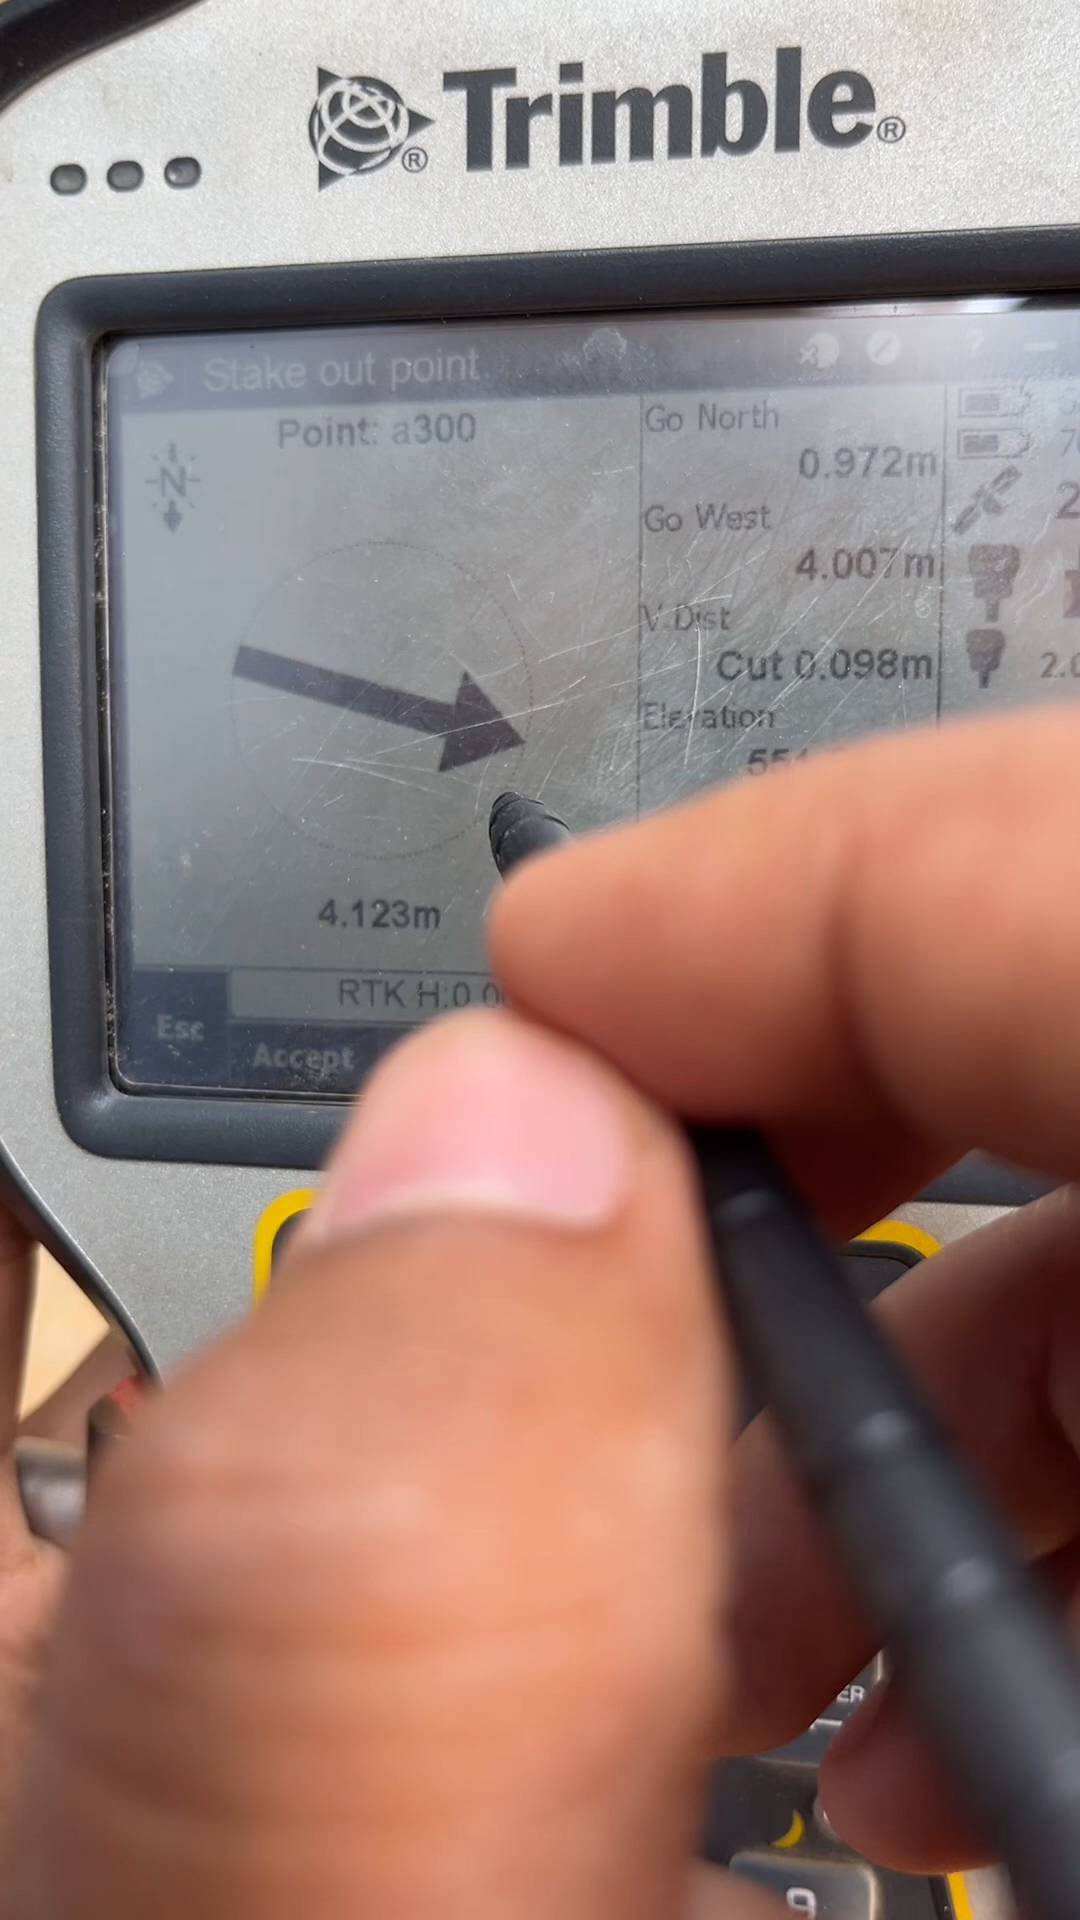 Trimble®
Stake out point
Point: a300
N
4.123m
Go North
0.972m
Go West
4.007m
V.Dist
Cut 0.098m
Elevation
RTK H:0.0
Esc
Accept
9